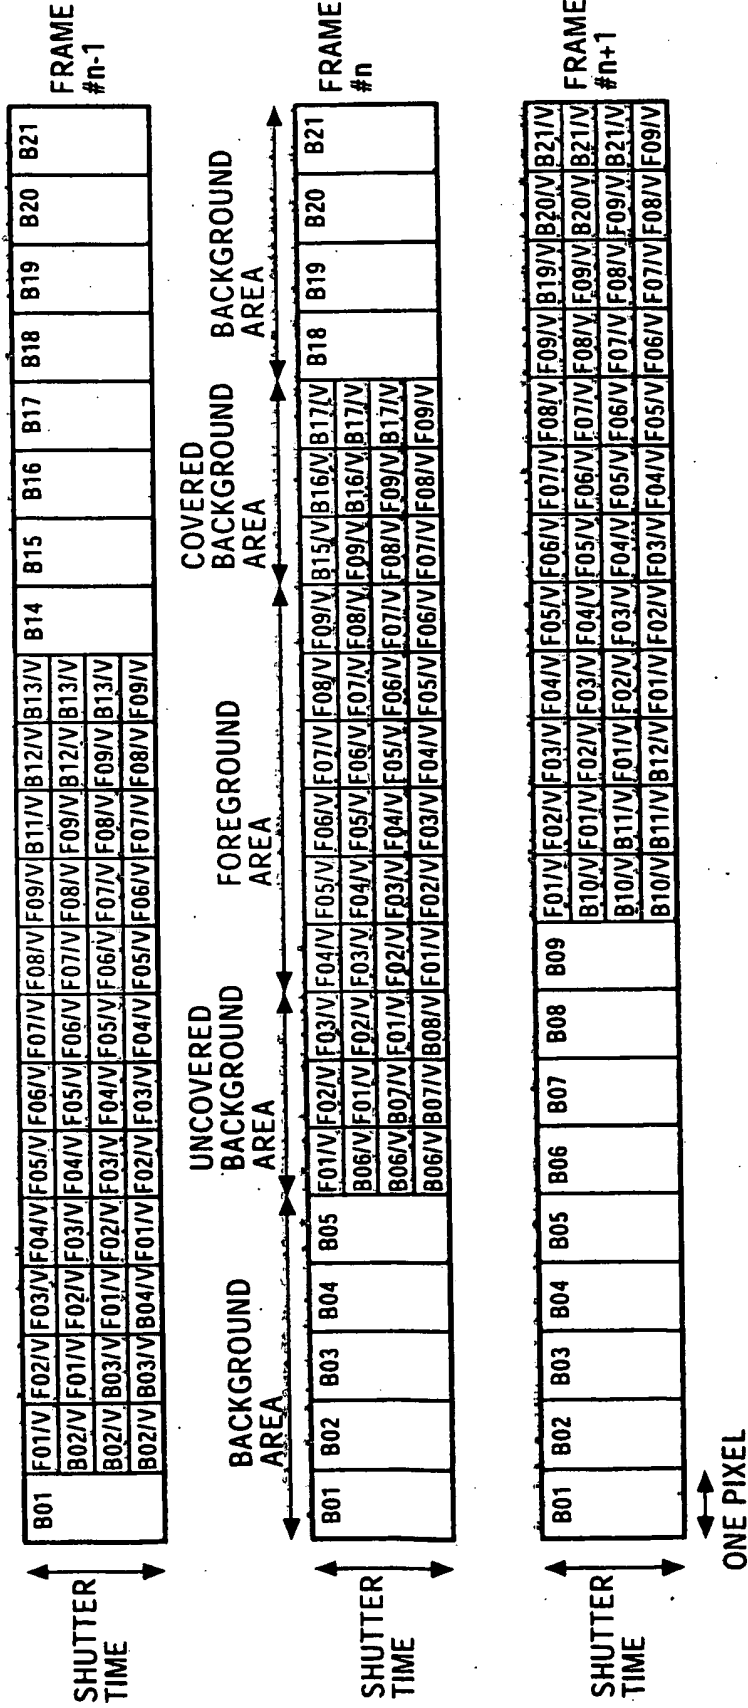 SHUTTER
TIME
B01 F01/V F02/V F03/V F04/V F05/V F06/V F07/V F08/V F09/V B11/V B12/V B13/V B14 B15 B16 B17 B18 B19 B20 B21
B02/V F01/V F02/V F03/V F04/V F05/V F06/V F07/V F08/V F09/V B12/V B13/V
B02/V B03/V F01/V F02/V F03/V F04/V F05/V F06/V F07/V F08/V F09/V B13/V
B02/V B03/V B04/V F01/V F02/V F03/V F04/V F05/V F06/V F07/V F08/V F09/V
FRAME
#n-1
BACKGROUND
AREA
UNCOVERED
BACKGROUND
AREA
FOREGROUND
AREA
COVERED
BACKGROUND
AREA
BACKGROUND
AREA
SHUTTER
TIME
B01 B02 B03 B04 B05 F01/V F02/V F03/V F04/V F05/V F06/V F07/V F08/V F09/V B15/V B16/V B17/V B18 B19 B20 B21
B06/V F01/V F02/V F03/V F04/V F05/V F06/V F07/V F08/V F09/V B16/V B17/V
B06/V B07/V F01/V F02/V F03/V F04/V F05/V F06/V F07/V F08/V F09/V B17/V
B06/V B07/V B08/V F01/V F02/V F03/V F04/V F05/V F06/V F07/V F08/V F09/V
FRAME
#n
SHUTTER
TIME
B01 B02 B03 B04 B05 B06 B07 B08 B09 F01/V F02/V F03/V F04/V F05/V F06/V F07/V F08/V F09/V B19/V B20/V B21/V
B10/V F01/V F02/V F03/V F04/V F05/V F06/V F07/V F08/V F09/V B20/V B21/V
B10/V B11/V F01/V F02/V F03/V F04/V F05/V F06/V F07/V F08/V F09/V B21/V
B10/V B11/V B12/V F01/V F02/V F03/V F04/V F05/V F06/V F07/V F08/V F09/V
FRAME
#n+1
ONE PIXEL